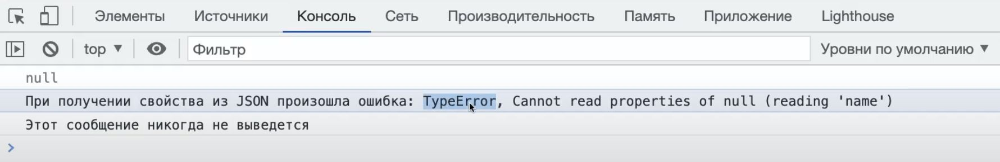 Элементы Источники Консоль Сеть Производительность Память Приложение Lighthouse
top Фильтр Уровни по умолчанию
null
При получении свойства из JSON произошла ошибка: TypeError, Cannot read properties of null (reading 'name')
Этот сообщение никогда не выведется
>